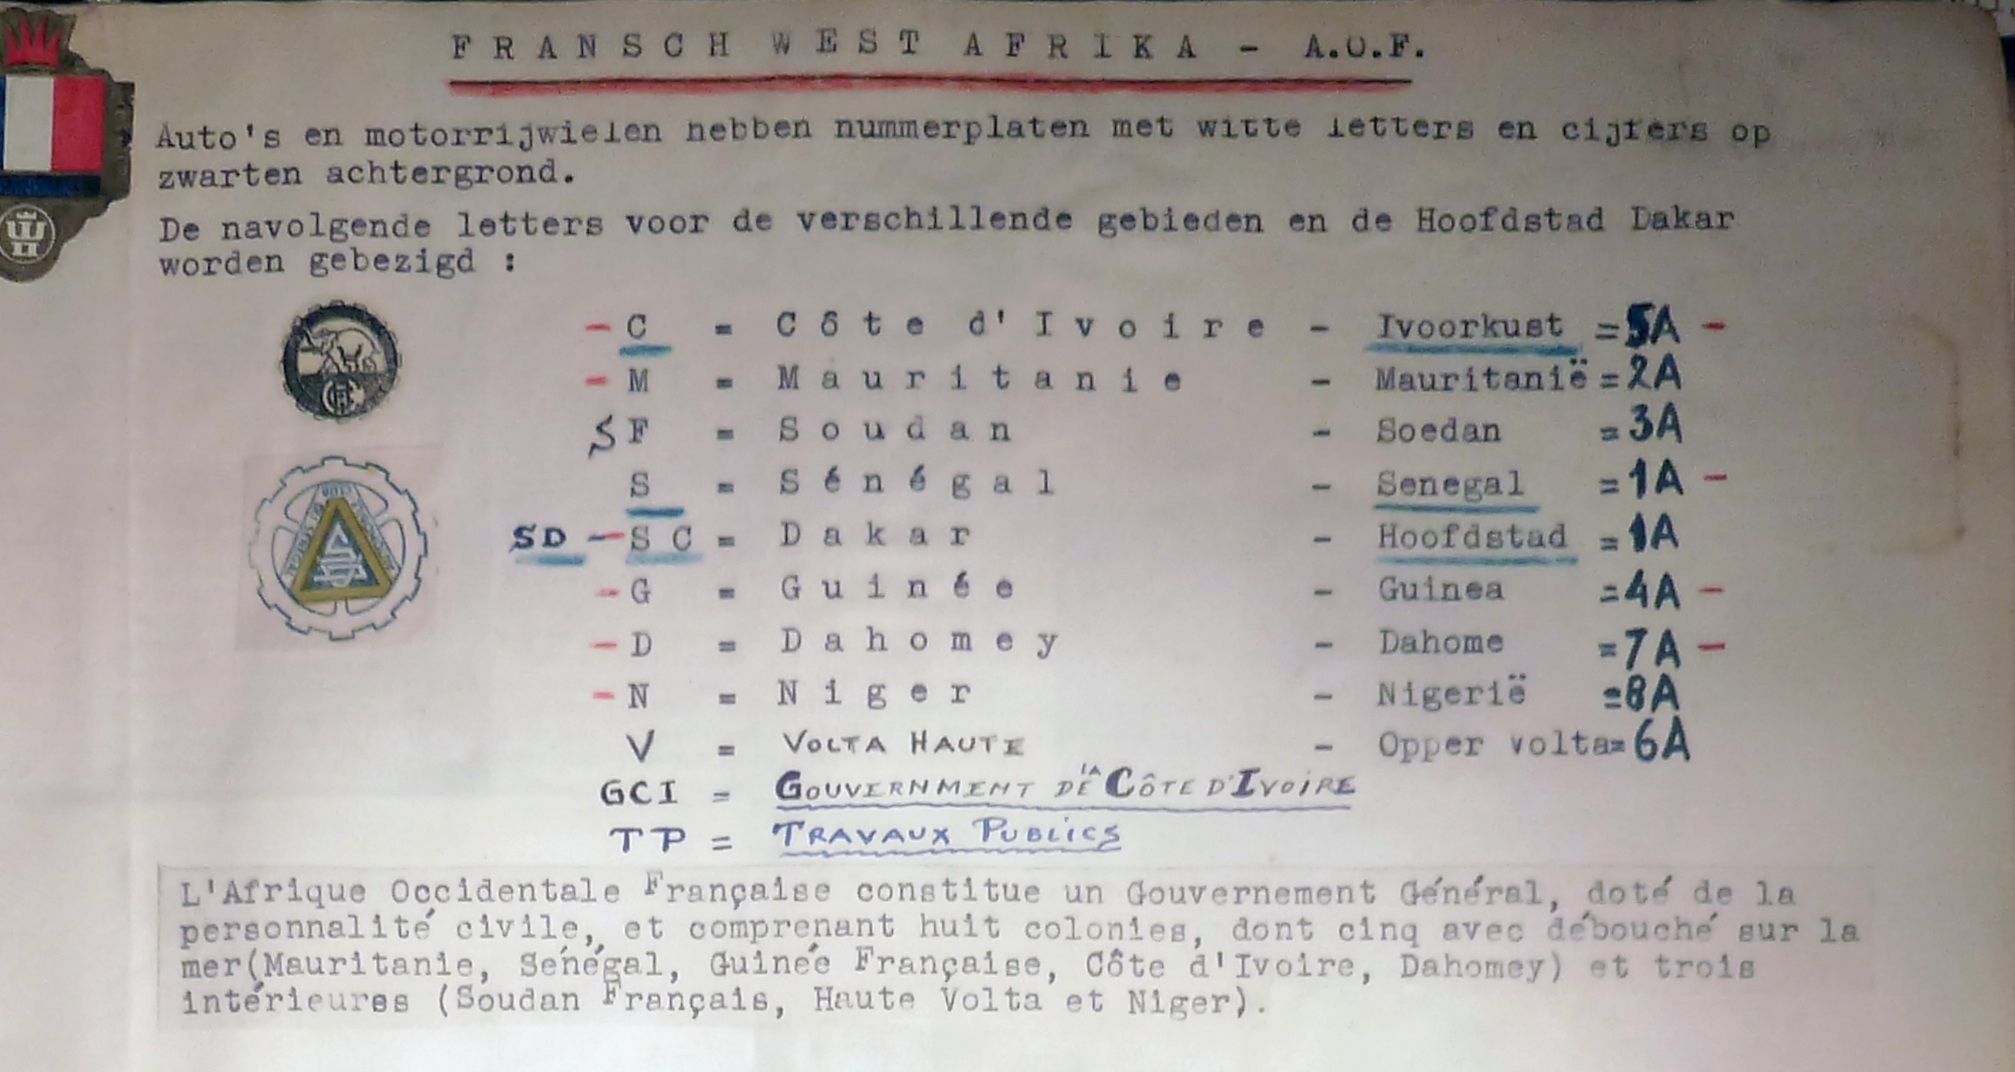 FRANSCH WEST AFRIKA - A.O.F.
Auto's en motorrijwielen hebben nummerplaten met witte letters en cijfers op
zwarten achtergrond.
De navolgende letters voor de verschillende gebieden en de Hoofdstad Dakar
worden gebezigd :
- C = Côte d'Ivoire - Ivoorkust = 5A -
- M = Mauritanie - Mauritanië = 2A
SF = Soudan - Soedan = 3A
S = Sénégal - Senegal = 1A -
SD - SC = Dakar - Hoofdstad = 1A
- G = Guinée - Guinea = 4A -
- D = Dahomey - Dahome = 7A -
- N = Niger - Nigerië = 8A
V = VOLTA HAUTE - Opper volta = 6A
GCI = GOUVERNMENT DE LA CÔTE D'IVOIRE
TP = TRAVAUX PUBLICS
L'Afrique Occidentale Française constitue un Gouvernement Général, doté de la
personnalité civile, et comprenant huit colonies, dont cinq avec débouché sur la
mer(Mauritanie, Sénégal, Guinée Française, Côte d'Ivoire, Dahomey) et trois
intérieures (Soudan Français, Haute Volta et Niger).